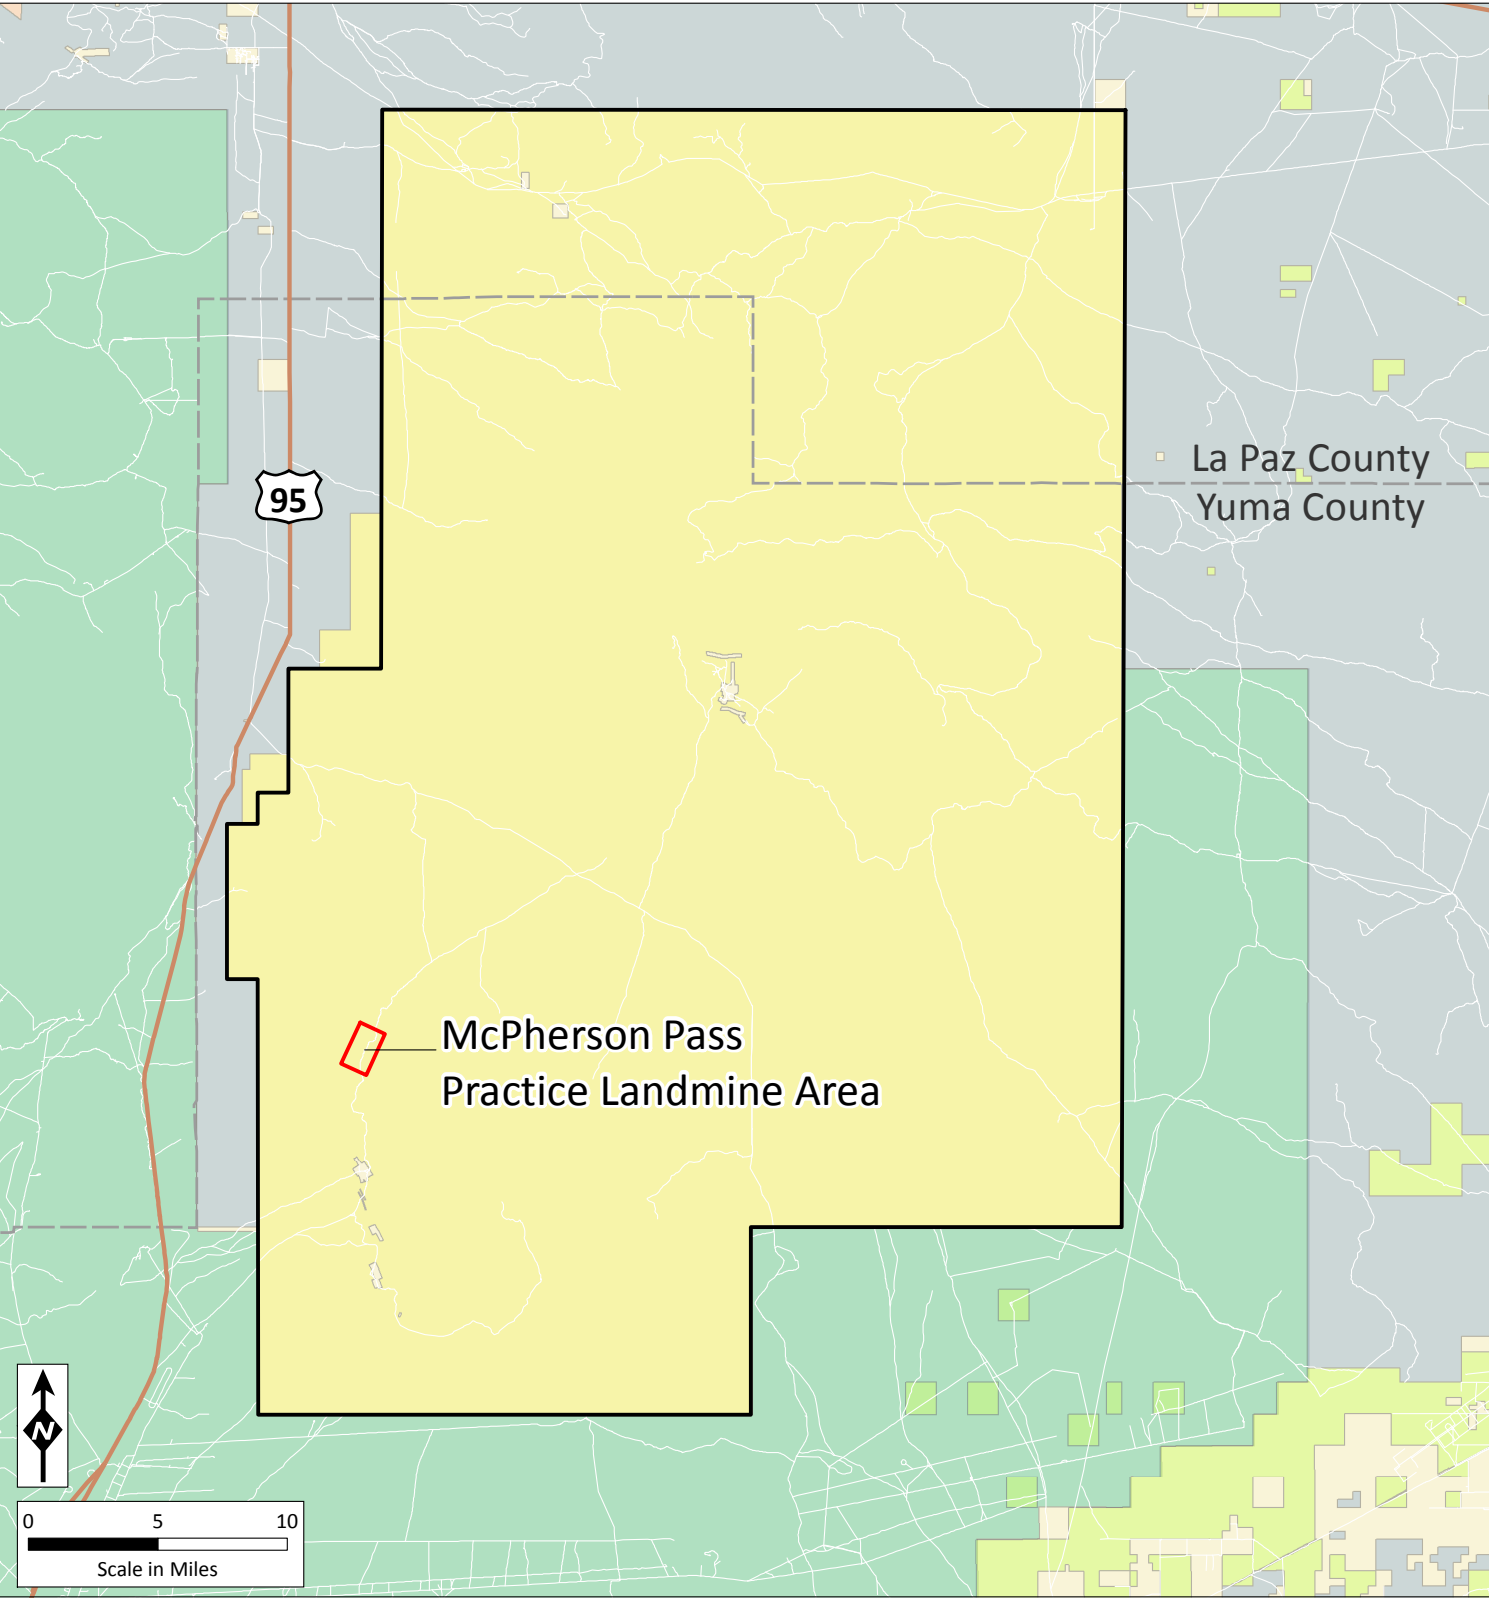 La Paz County
95
Yuma County
McPherson Pass
Practice Landmine Area
N
0 5 10
Scale in Miles